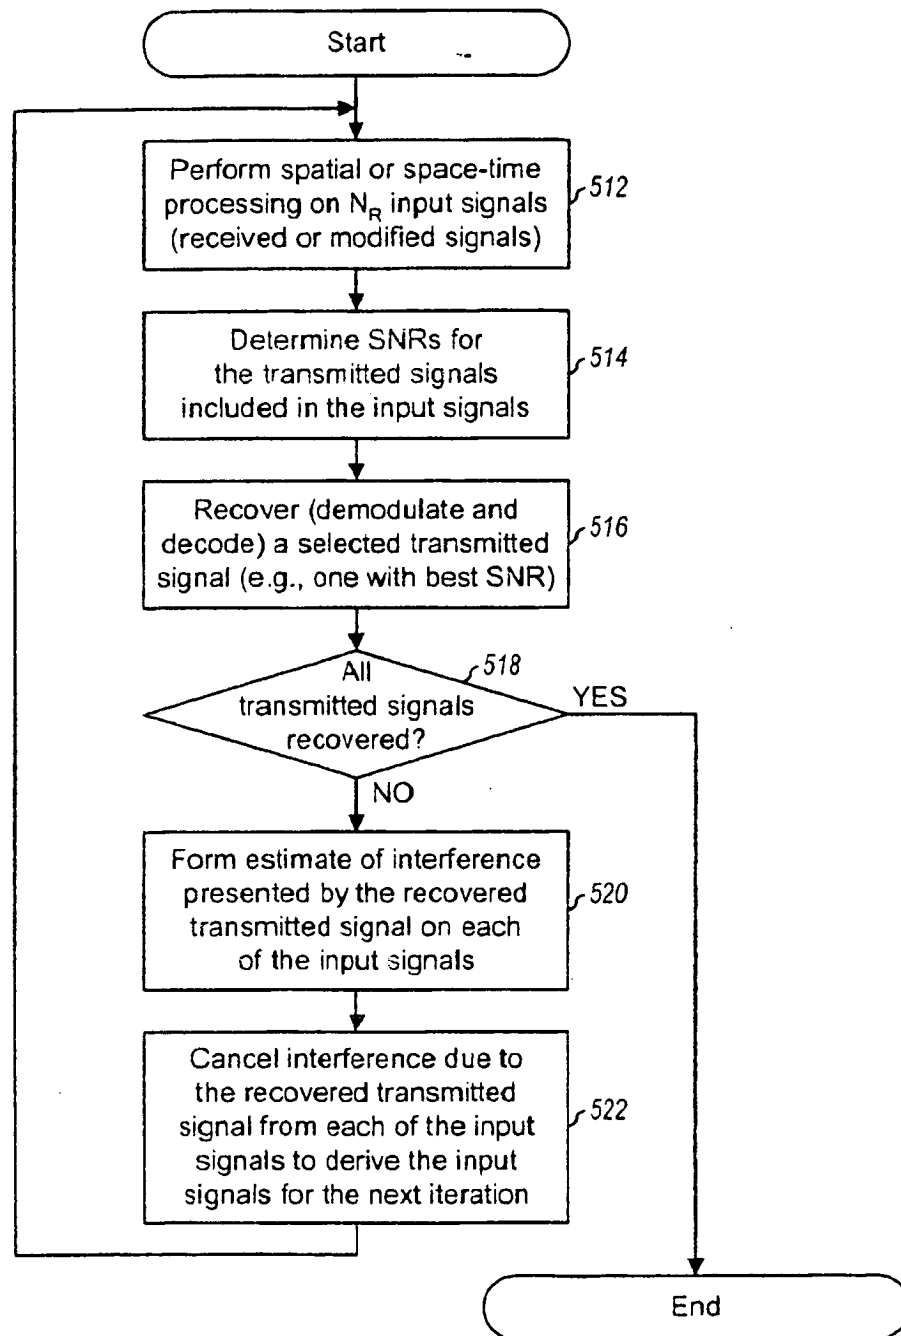 Start
Perform spatial or space-time
processing on NR input signals
(received or modified signals)
512
Determine SNRs for
the transmitted signals
included in the input signals
514
Recover (demodulate and
decode) a selected transmitted
signal (e.g., one with best SNR)
516
All
transmitted signals
recovered?
518
YES
NO
Form estimate of interference
presented by the recovered
transmitted signal on each
of the input signals
520
Cancel interference due to
the recovered transmitted
signal from each of the input
signals to derive the input
signals for the next iteration
522
End